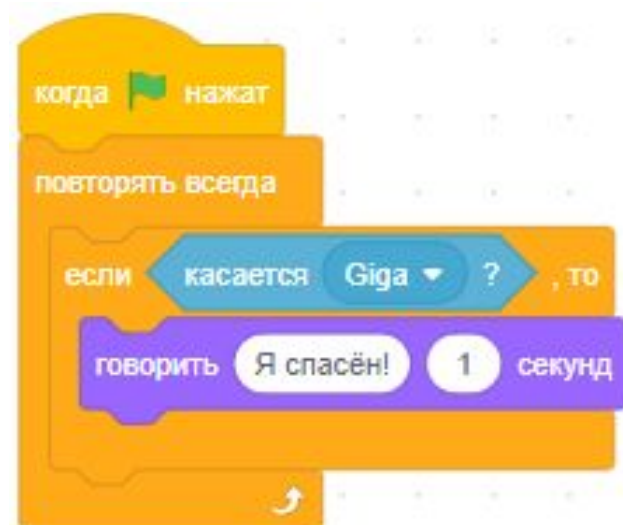 когда нажат
повторять всегда
если касается Giga ? , то
говорить Я спасён! 1 секунд